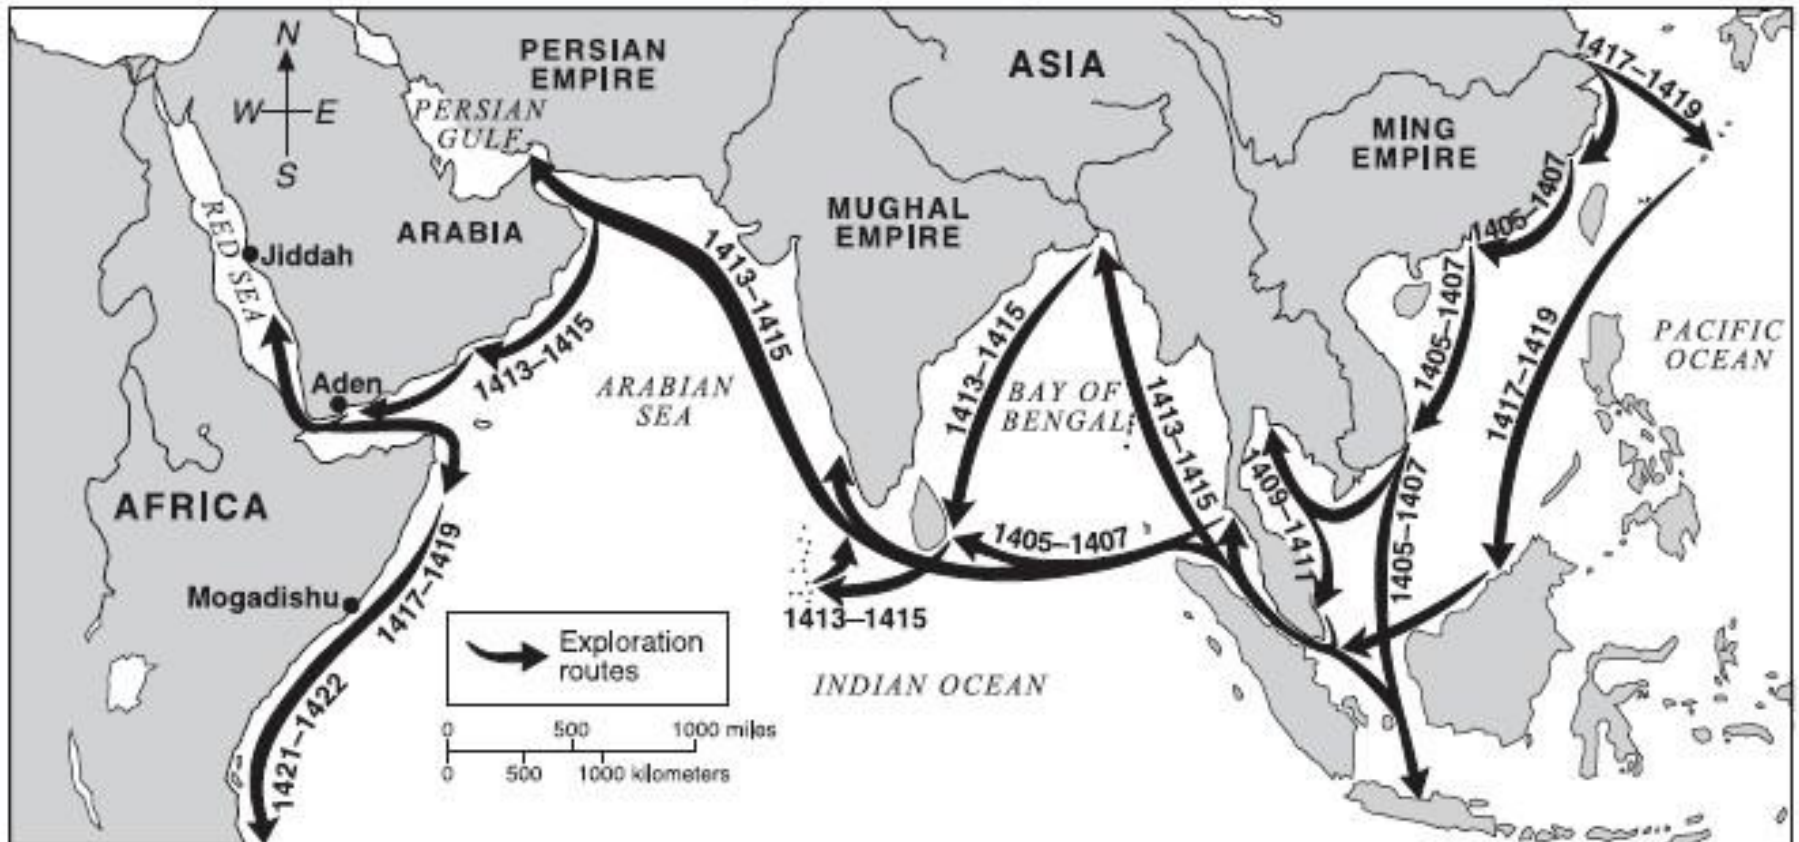 N
W
E
S
PERSIAN
EMPIRE
ASIA
1417–1419
PERSIAN
GULF
MING
EMPIRE
RED SEA
Jiddah
ARABIA
MUGHAL
EMPIRE
1405–1407
1405–1407
1413–1415
1413–1415
1413–1415
1405–1407
1417–1419
PACIFIC
OCEAN
Aden
ARABIAN
SEA
BAY OF
BENGAL
1413–1415
1409–1411
1405–1407
AFRICA
1417–1419
1405–1407
Mogadishu
1413–1415
Exploration
routes
INDIAN OCEAN
1421–1422
0 500 1000 miles
0 500 1000 kilometers